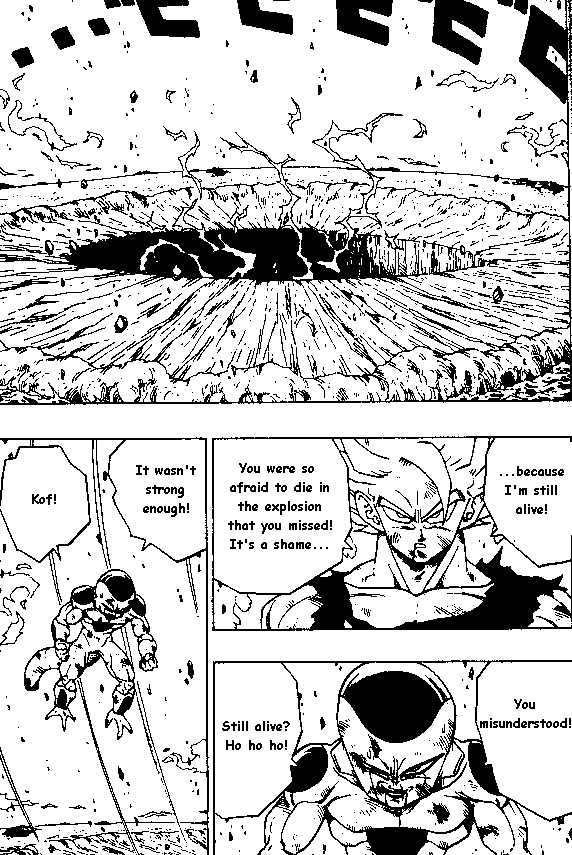 Kof!
It wasn't
strong
enough!
You were so
afraid to die in
the explosion
that you missed!
It's a shame...
...because
I'm still
alive!
Still alive?
Ho ho ho!
You
misunderstood!